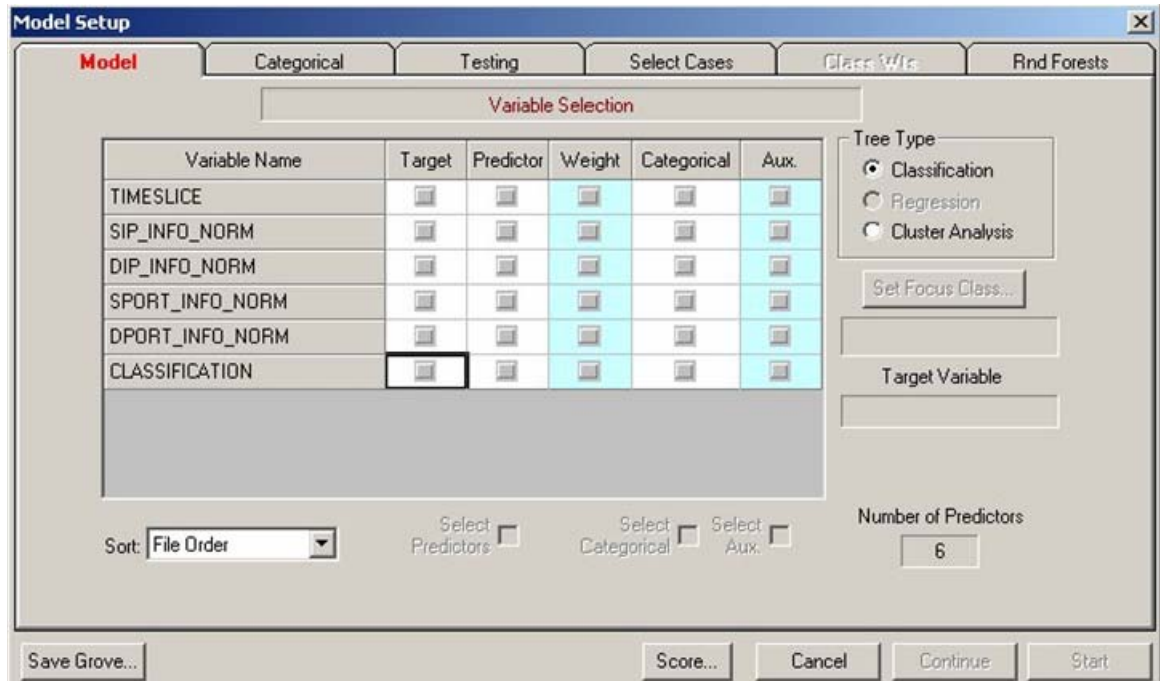 Model Setup
Model Categorical Testing Select Cases Class Wts Rnd Forests
Variable Selection
Variable Name Target Predictor Weight Categorical Aux.
TIMESLICE
SIP_INFO_NORM
DIP_INFO_NORM
SPORT_INFO_NORM
DPORT_INFO_NORM
CLASSIFICATION
Tree Type
Classification
Regression
Cluster Analysis
Set Focus Class...
Target Variable
Sort: File Order
Select Predictors
Select Categorical
Select Aux.
Number of Predictors
6
Save Grove... Score... Cancel Continue Start